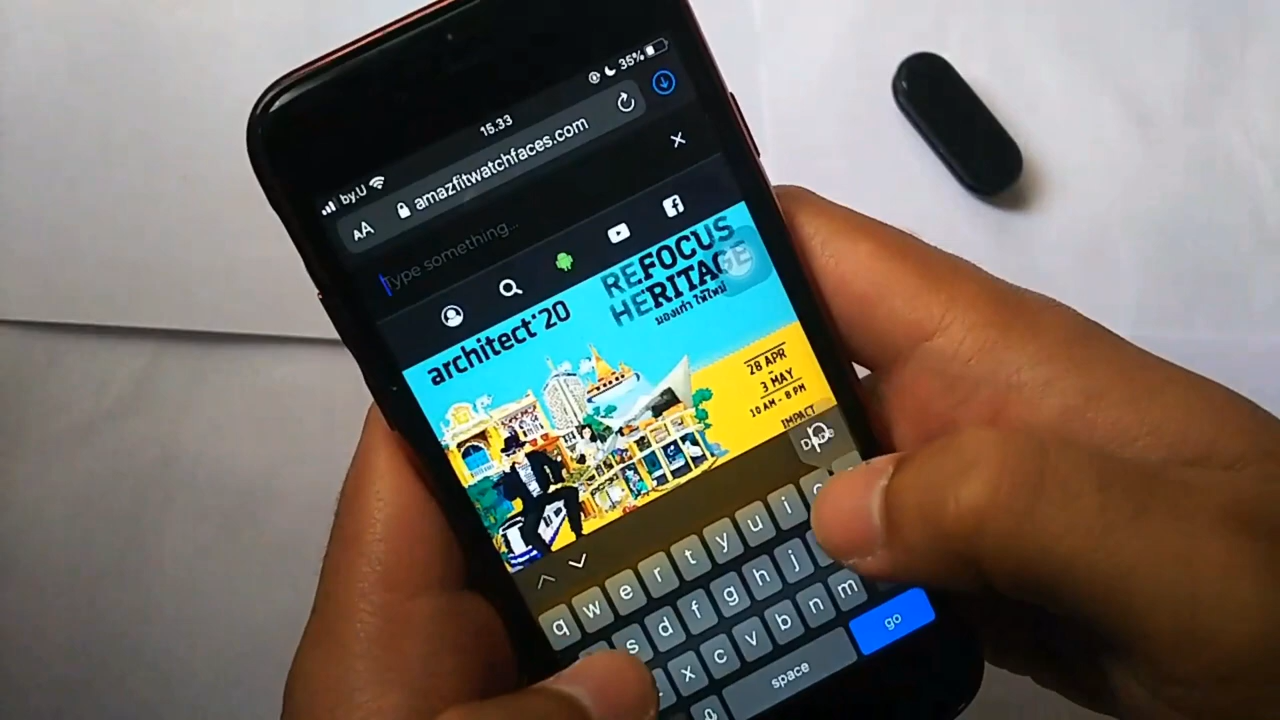 15.33
by.U
35%
AA
amazfitwatchfaces.com
Type something...
architect'20
REFOCUS
HERITAGE
มองเก่า ให้ใหม่
28 APR
-
3 MAY
10 AM - 8 PM
IMPACT
p
q w e r t y u i
s d f g h j
x c v b n m
space
go